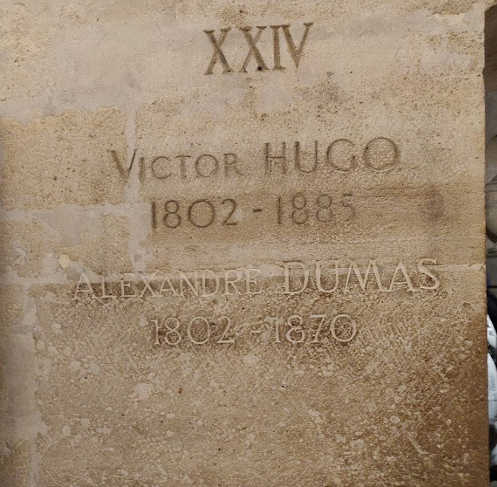 XXIV
VICTOR HUGO
1802 - 1885
ALEXANDRE DUMAS
1802 - 1870